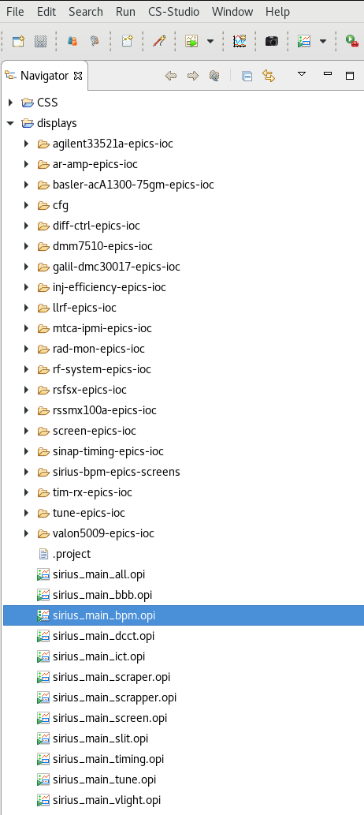 File Edit Search Run CS-Studio Window Help
Navigator
CSS
displays
agilent33521a-epics-ioc
ar-amp-epics-ioc
basler-acA1300-75gm-epics-ioc
cfg
diff-ctrl-epics-ioc
dmm7510-epics-ioc
galil-dmc30017-epics-ioc
inj-efficiency-epics-ioc
llrf-epics-ioc
mtca-ipmi-epics-ioc
rad-mon-epics-ioc
rf-system-epics-ioc
rsfsx-epics-ioc
rssmx100a-epics-ioc
screen-epics-ioc
sinap-timing-epics-ioc
sirius-bpm-epics-screens
tim-rx-epics-ioc
tune-epics-ioc
valon5009-epics-ioc
.project
sirius_main_all.opi
sirius_main_bbb.opi
sirius_main_bpm.opi
sirius_main_dcct.opi
sirius_main_ict.opi
sirius_main_scraper.opi
sirius_main_scrapper.opi
sirius_main_screen.opi
sirius_main_slit.opi
sirius_main_timing.opi
sirius_main_tune.opi
sirius_main_vlight.opi